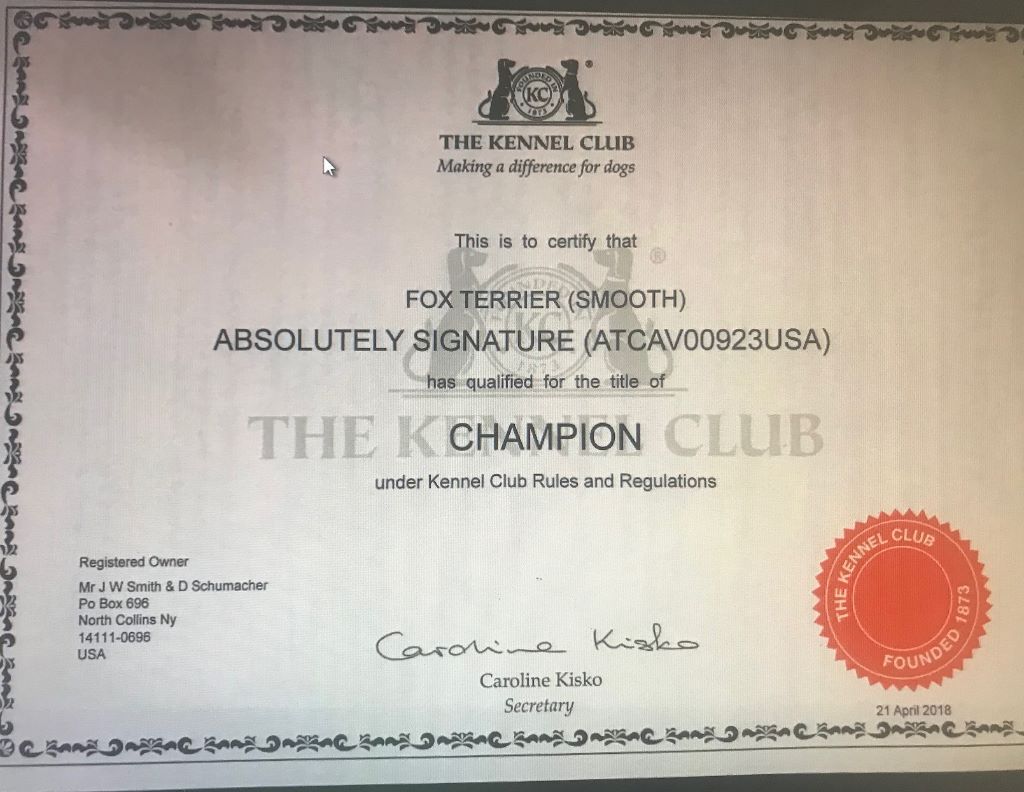 FOUNDED IN
KC
1873
®
THE KENNEL CLUB
Making a difference for dogs
This is to certify that
®
FOX TERRIER (SMOOTH)
ABSOLUTELY SIGNATURE (ATCAV00923USA)
has qualified for the title of
THE KENNEL CLUB
CHAMPION
under Kennel Club Rules and Regulations
Registered Owner
Mr J W Smith & D Schumacher
Po Box 696
North Collins Ny
14111-0696
USA
Caroline Kisko
Caroline Kisko
Secretary
THE KENNEL CLUB
FOUNDED 1873
21 April 2018